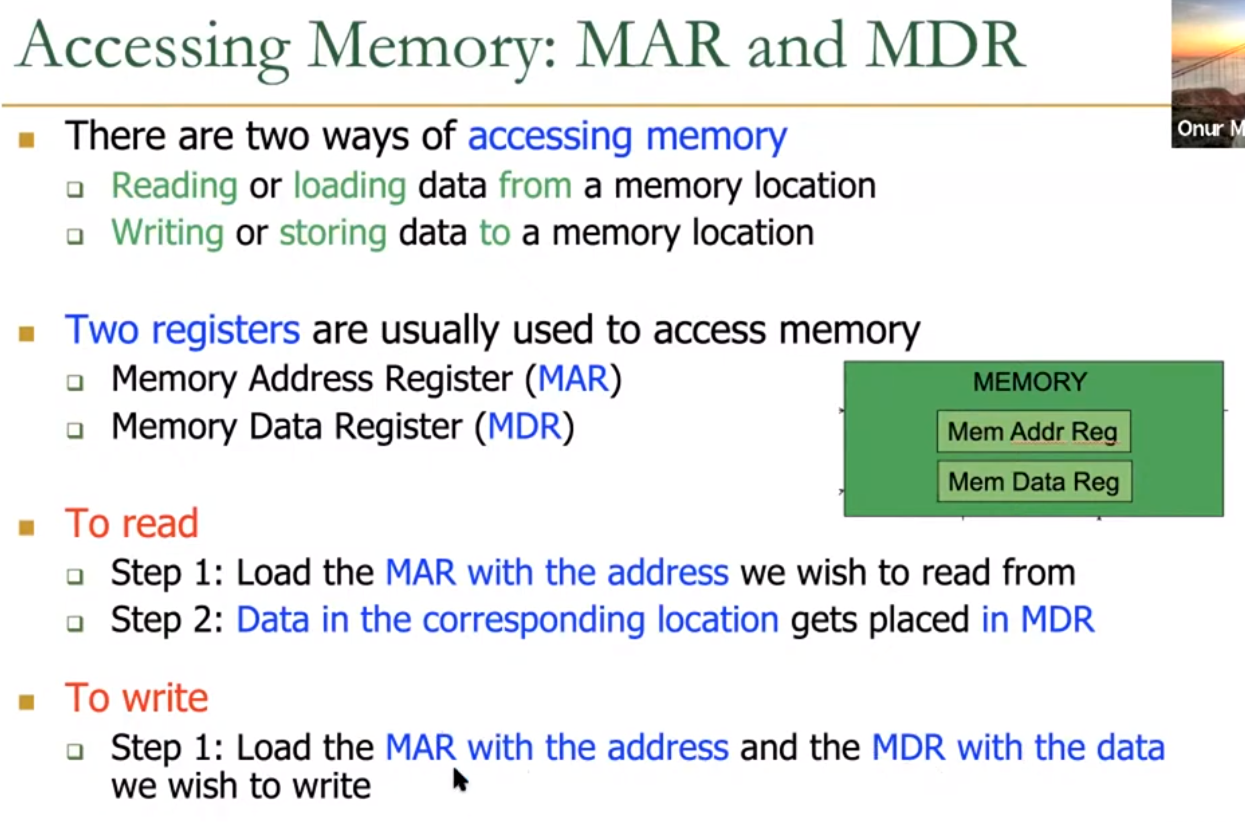 Accessing Memory: MAR and MDR
Onur M
There are two ways of accessing memory
Reading or loading data from a memory location
Writing or storing data to a memory location
Two registers are usually used to access memory
Memory Address Register (MAR)
Memory Data Register (MDR)
MEMORY
Mem Addr Reg
Mem Data Reg
To read
Step 1: Load the MAR with the address we wish to read from
Step 2: Data in the corresponding location gets placed in MDR
To write
Step 1: Load the MAR with the address and the MDR with the data
we wish to write